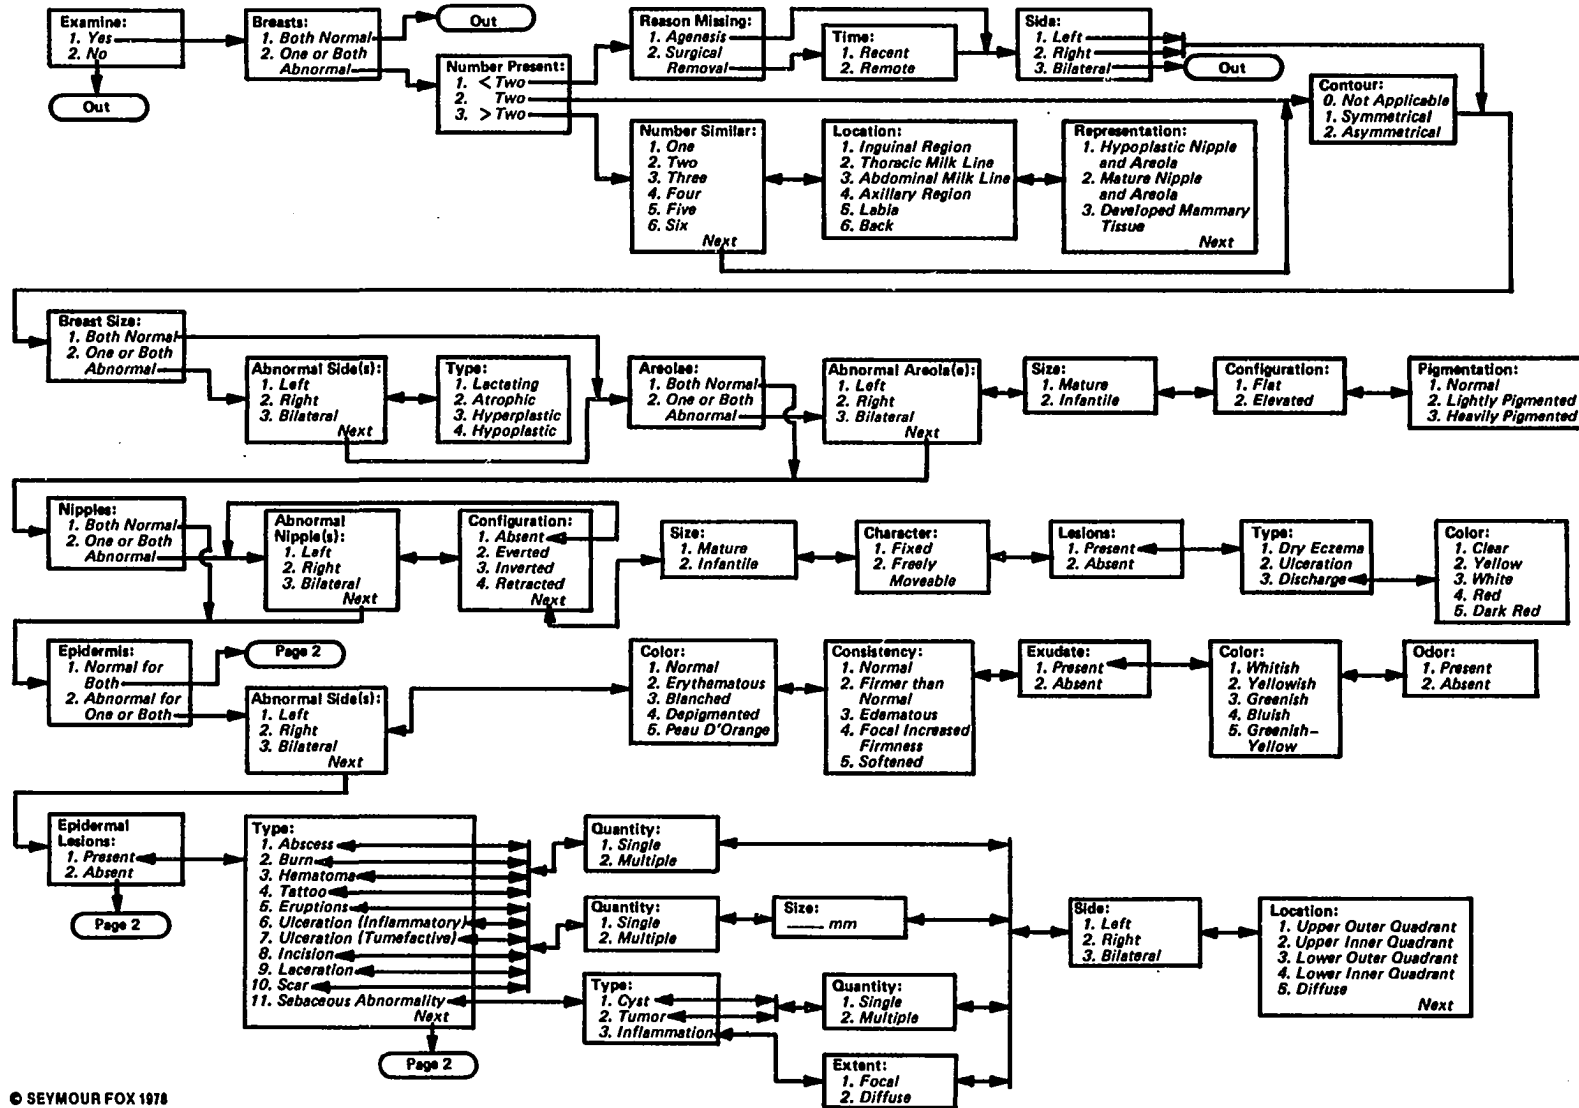 Examine:
1. Yes
2. No
Out
Breasts:
1. Both Normal
2. One or Both
Abnormal
Out
Number Present:
1. < Two
2. Two
3. > Two
Reason Missing:
1. Agenesis
2. Surgical
Removal
Time:
1. Recent
2. Remote
Side:
1. Left
2. Right
3. Bilateral
Out
Contour:
0. Not Applicable
1. Symmetrical
2. Asymmetrical
Number Similar:
1. One
2. Two
3. Three
4. Four
5. Five
6. Six
Next
Location:
1. Inguinal Region
2. Thoracic Milk Line
3. Abdominal Milk Line
4. Axillary Region
5. Labia
6. Back
Representation:
1. Hypoplastic Nipple
and Areola
2. Mature Nipple
and Areola
3. Developed Mammary
Tissue
Next
Breast Size:
1. Both Normal
2. One or Both
Abnormal
Abnormal Side(s):
1. Left
2. Right
3. Bilateral
Next
Type:
1. Lactating
2. Atrophic
3. Hyperplastic
4. Hypoplastic
Areolae:
1. Both Normal
2. One or Both
Abnormal
Abnormal Areola(e):
1. Left
2. Right
3. Bilateral
Next
Size:
1. Mature
2. Infantile
Configuration:
1. Flat
2. Elevated
Pigmentation:
1. Normal
2. Lightly Pigmented
3. Heavily Pigmented
Nipples:
1. Both Normal
2. One or Both
Abnormal
Abnormal
Nipple(s):
1. Left
2. Right
3. Bilateral
Next
Configuration:
1. Absent
2. Everted
3. Inverted
4. Retracted
Next
Size:
1. Mature
2. Infantile
Character:
1. Fixed
2. Freely
Moveable
Lesions:
1. Present
2. Absent
Type:
1. Dry Eczema
2. Ulceration
3. Discharge
Color:
1. Clear
2. Yellow
3. White
4. Red
5. Dark Red
Epidermis:
1. Normal for
Both
2. Abnormal for
One or Both
Page 2
Abnormal Side(s):
1. Left
2. Right
3. Bilateral
Next
Color:
1. Normal
2. Erythematous
3. Blanched
4. Depigmented
5. Peau D'Orange
Consistency:
1. Normal
2. Firmer than
Normal
3. Edematous
4. Focal Increased
Firmness
5. Softened
Exudate:
1. Present
2. Absent
Color:
1. Whitish
2. Yellowish
3. Greenish
4. Bluish
5. Greenish–
Yellow
Odor:
1. Present
2. Absent
Epidermal
Lesions:
1. Present
2. Absent
Page 2
Type:
1. Abscess
2. Burn
3. Hematoma
4. Tattoo
5. Eruptions
6. Ulceration (Inflammatory)
7. Ulceration (Tumefactive)
8. Incision
9. Laceration
10. Scar
11. Sebaceous Abnormality
Next
Page 2
Quantity:
1. Single
2. Multiple
Quantity:
1. Single
2. Multiple
Size:
____ mm
Type:
1. Cyst
2. Tumor
3. Inflammation
Quantity:
1. Single
2. Multiple
Extent:
1. Focal
2. Diffuse
Side:
1. Left
2. Right
3. Bilateral
Location:
1. Upper Outer Quadrant
2. Upper Inner Quadrant
3. Lower Outer Quadrant
4. Lower Inner Quadrant
5. Diffuse
Next
© SEYMOUR FOX 1978